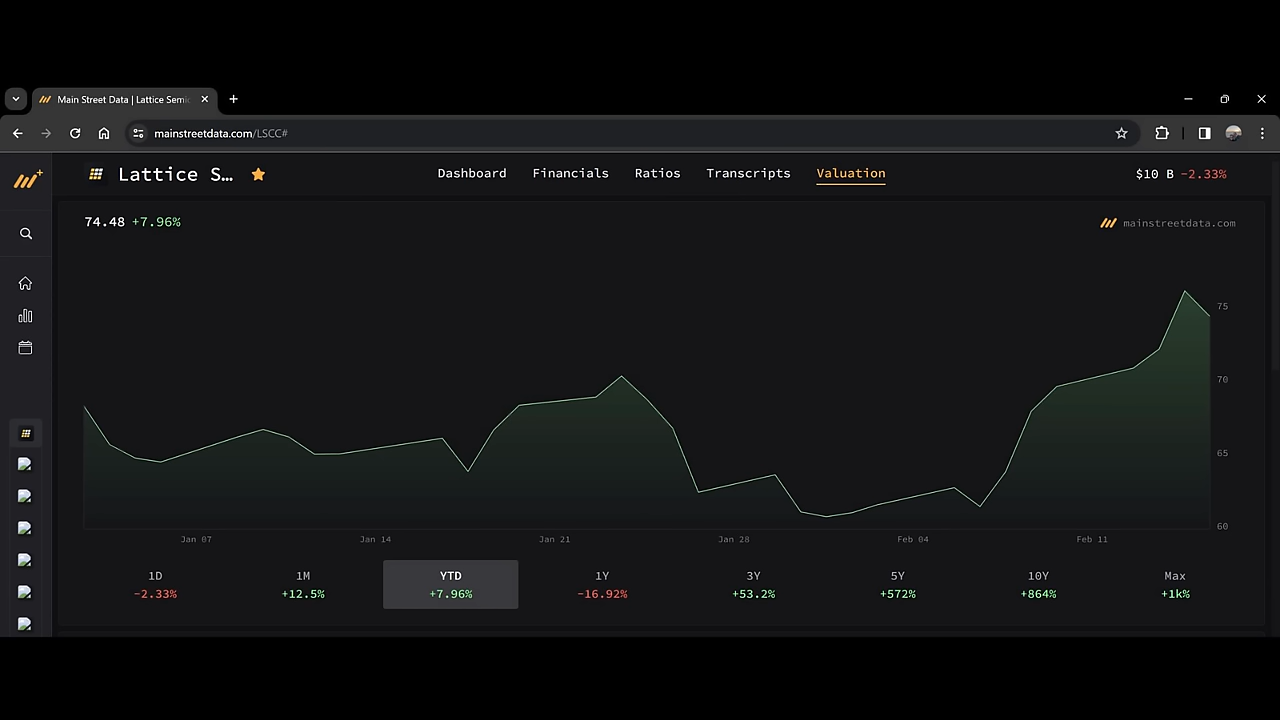 Main Street Data | Lattice Semic
mainstreetdata.com/LSCC#
Lattice S… Dashboard Financials Ratios Transcripts Valuation $10 B -2.33%
74.48 +7.96% mainstreetdata.com
75
70
65
60
Jan 07 Jan 14 Jan 21 Jan 28 Feb 04 Feb 11
1D 1M YTD 1Y 3Y 5Y 10Y Max
-2.33% +12.5% +7.96% -16.92% +53.2% +572% +864% +1k%